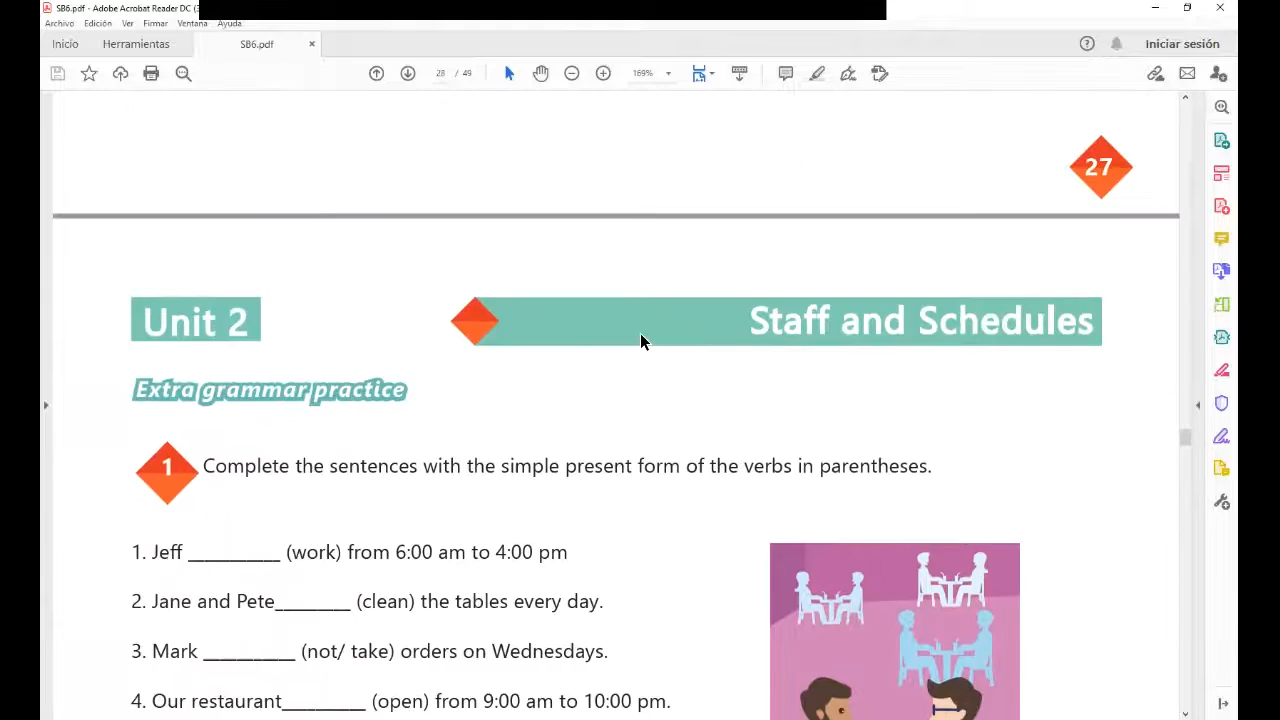 SB6.pdf - Adobe Acrobat Reader DC (3
Archivo Edición Ver Firmar Ventana Ayuda
Inicio Herramientas SB6.pdf × Iniciar sesión
28 / 49 169%
27
Unit 2 Staff and Schedules
Extra grammar practice
1 Complete the sentences with the simple present form of the verbs in parentheses.
1. Jeff __________ (work) from 6:00 am to 4:00 pm
2. Jane and Pete________ (clean) the tables every day.
3. Mark __________ (not/ take) orders on Wednesdays.
4. Our restaurant_________ (open) from 9:00 am to 10:00 pm.